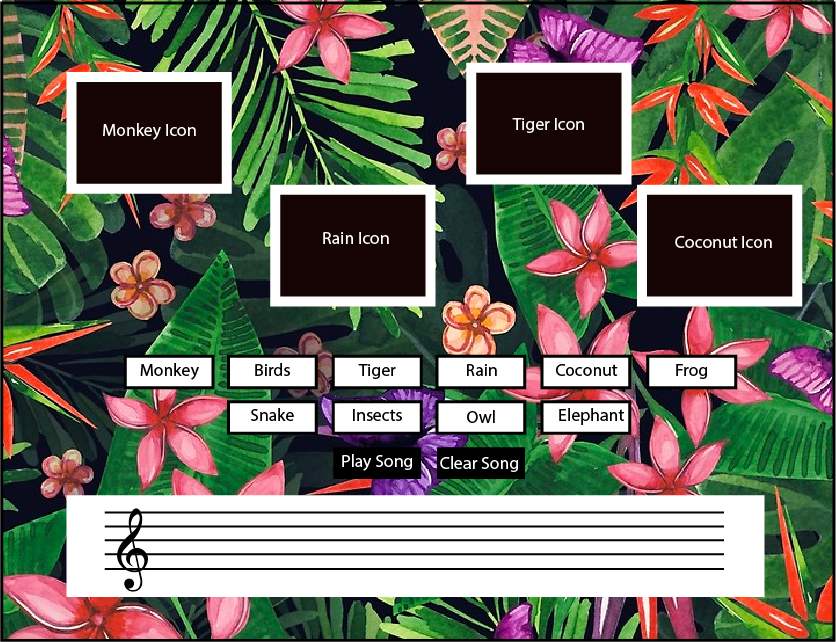 Monkey Icon
Tiger Icon
Rain Icon
Coconut Icon
Monkey
Birds
Tiger
Rain
Coconut
Frog
Snake
Insects
Owl
Elephant
Play Song
Clear Song